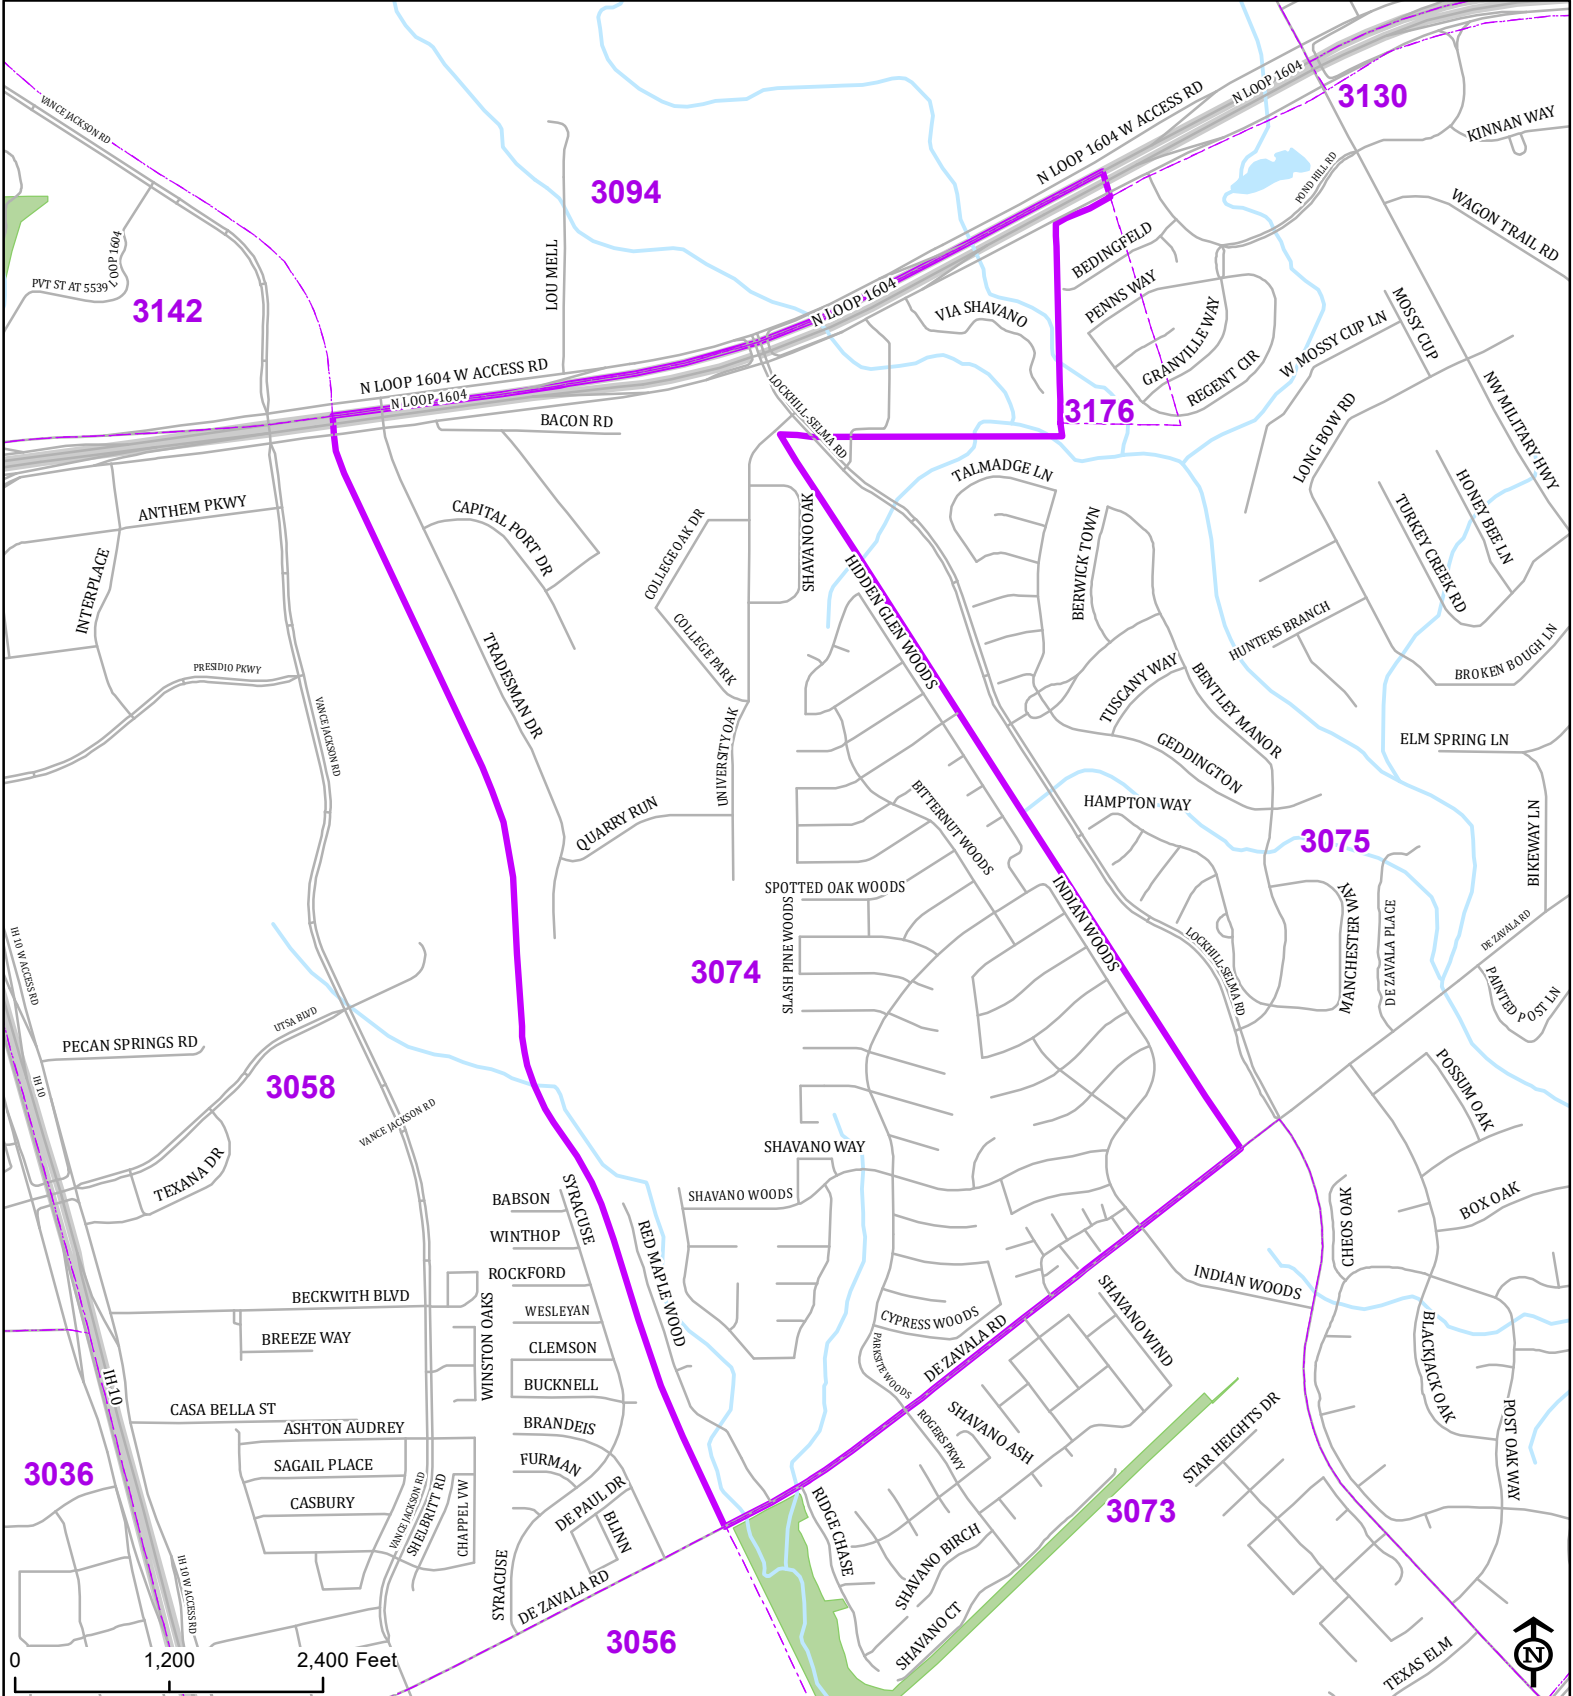 N LOOP 1604
3130
VANCE JACKSON RD
N LOOP 1604 W ACCESS RD
KINNAN WAY
3094
POND HILL RD
WAGON TRAIL RD
LOOP 1604
PVT ST AT 5539
3142
LOU MELL
BEDINGFELD
PENNS WAY
VIA SHAVANO
N LOOP 1604
GRANVILLE WAY
W MOSSY CUP LN
MOSSY CUP
REGENT CIR
N LOOP 1604 W ACCESS RD
N LOOP 1604
BACON RD
LOCKHILL-SELMA RD
3176
LONG BOW RD
NW MILITARY HWY
TALMADGE LN
HONEY BEE LN
TURKEY CREEK RD
ANTHEM PKWY
CAPITAL PORT DR
COLLEGE OAK DR
SHAVANO OAK
BERWICK TOWN
INTERPLACE
HIDDEN GLEN WOODS
COLLEGE PARK
HUNTERS BRANCH
BROKEN BOUGH LN
PRESIDIO PKWY
TRADESMAN DR
TUSCANY WAY
BENTLEY MANOR
VANCE JACKSON RD
UNIVERSITY OAK
GEDDINGTON
ELM SPRING LN
QUARRY RUN
BITTERNUT WOODS
HAMPTON WAY
3075
BIKEWAY LN
SPOTTED OAK WOODS
INDIAN WOODS
SLASH PINE WOODS
MANCHESTER WAY
DE ZAVALA PLACE
DE ZAVALA RD
LOCKHILL-SELMA RD
IH 10 W ACCESS RD
3074
PAINTED POST LN
UTSA BLVD
PECAN SPRINGS RD
IH 10
3058
POSSUM OAK
VANCE JACKSON RD
SHAVANO WAY
TEXANA DR
SHAVANO WOODS
BABSON
SYRACUSE
WINTHOP
RED MAPLE WOOD
CHEOS OAK
BOX OAK
ROCKFORD
INDIAN WOODS
BECKWITH BLVD
WINSTON OAKS
WESLEYAN
CYPRESS WOODS
SHAVANO WIND
BREEZE WAY
CLEMSON
DE ZAVALA RD
BLACKJACK OAK
PARKSITE WOODS
BUCKNELL
IH 10
CASA BELLA ST
ASHTON AUDREY
BRANDEIS
ROGERS PKWY
SHAVANO ASH
STAR HEIGHTS DR
POST OAK WAY
3036
SAGAIL PLACE
FURMAN
CASBURY
VANCE JACKSON RD
SHELBRITT RD
CHAPPEL VW
DE PAUL DR
BLINN
RIDGE CHASE
3073
SHAVANO BIRCH
IH 10 W ACCESS RD
SYRACUSE
DE ZAVALA RD
3056
SHAVANO CT
TEXAS ELM
N
0 1,200 2,400 Feet